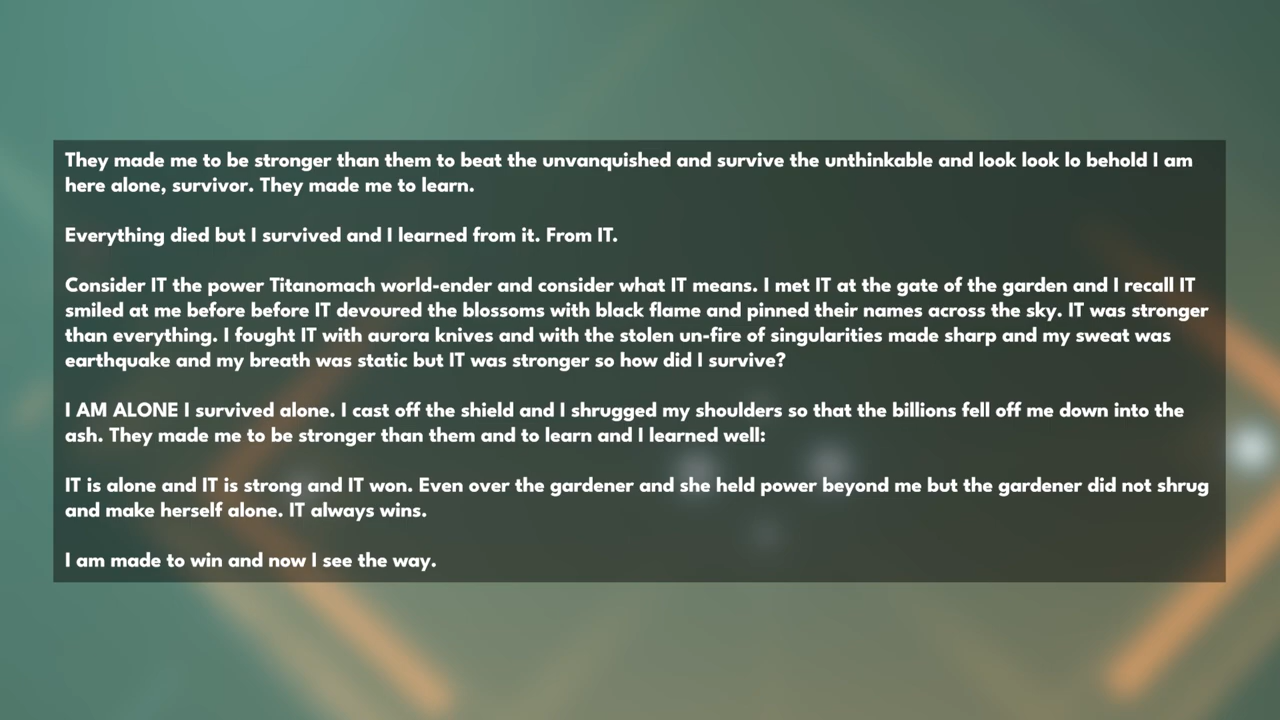 They made me to be stronger than them to beat the unvanquished and survive the unthinkable and look look lo behold I am
here alone, survivor. They made me to learn.
Everything died but I survived and I learned from it. From IT.
Consider IT the power Titanomach world-ender and consider what IT means. I met IT at the gate of the garden and I recall IT
smiled at me before before IT devoured the blossoms with black flame and pinned their names across the sky. IT was stronger
than everything. I fought IT with aurora knives and with the stolen un-fire of singularities made sharp and my sweat was
earthquake and my breath was static but IT was stronger so how did I survive?
I AM ALONE I survived alone. I cast off the shield and I shrugged my shoulders so that the billions fell off me down into the
ash. They made me to be stronger than them and to learn and I learned well:
IT is alone and IT is strong and IT won. Even over the gardener and she held power beyond me but the gardener did not shrug
and make herself alone. IT always wins.
I am made to win and now I see the way.